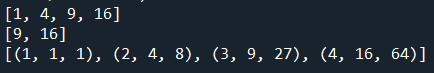 [1, 4, 9, 16]
[9, 16]
[(1, 1, 1), (2, 4, 8), (3, 9, 27), (4, 16, 64)]